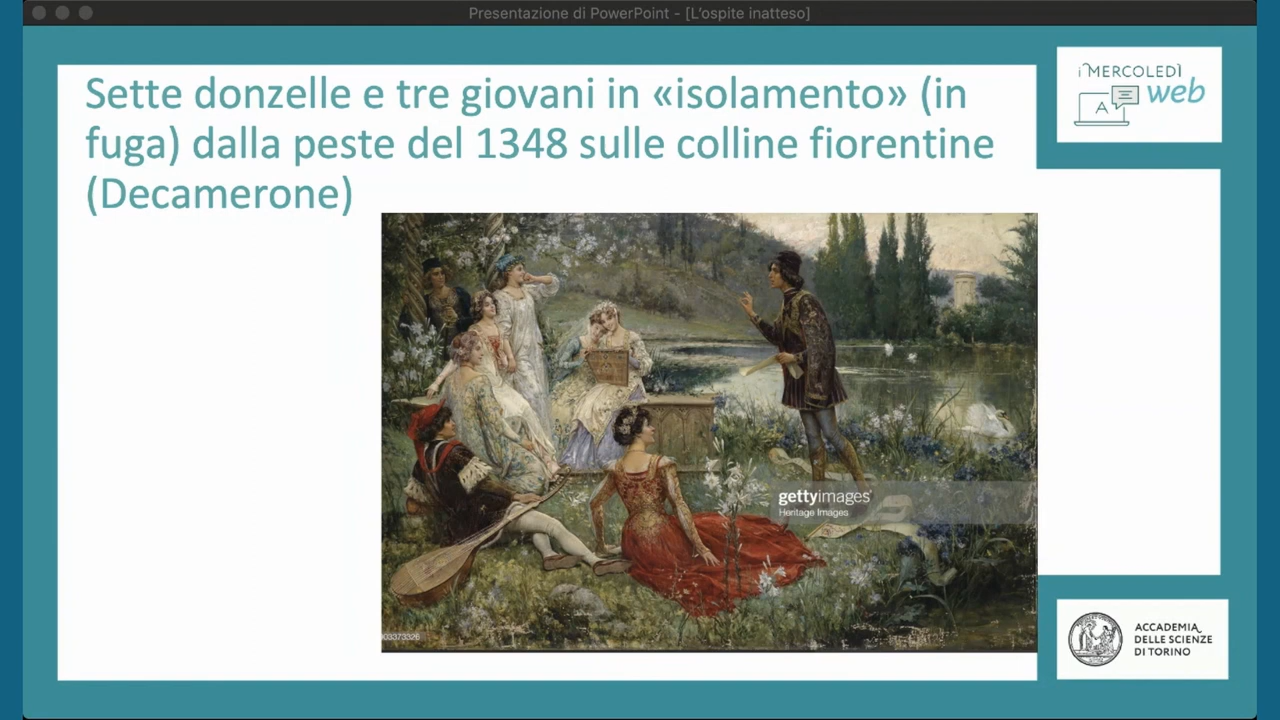 Presentazione di PowerPoint - [L'ospite inatteso]
Sette donzelle e tre giovani in «isolamento» (in
fuga) dalla peste del 1348 sulle colline fiorentine
(Decamerone)
i MERCOLEDÌ
web
A
gettyimages®
Heritage Images
ACCADEMIA
DELLE SCIENZE
DI TORINO